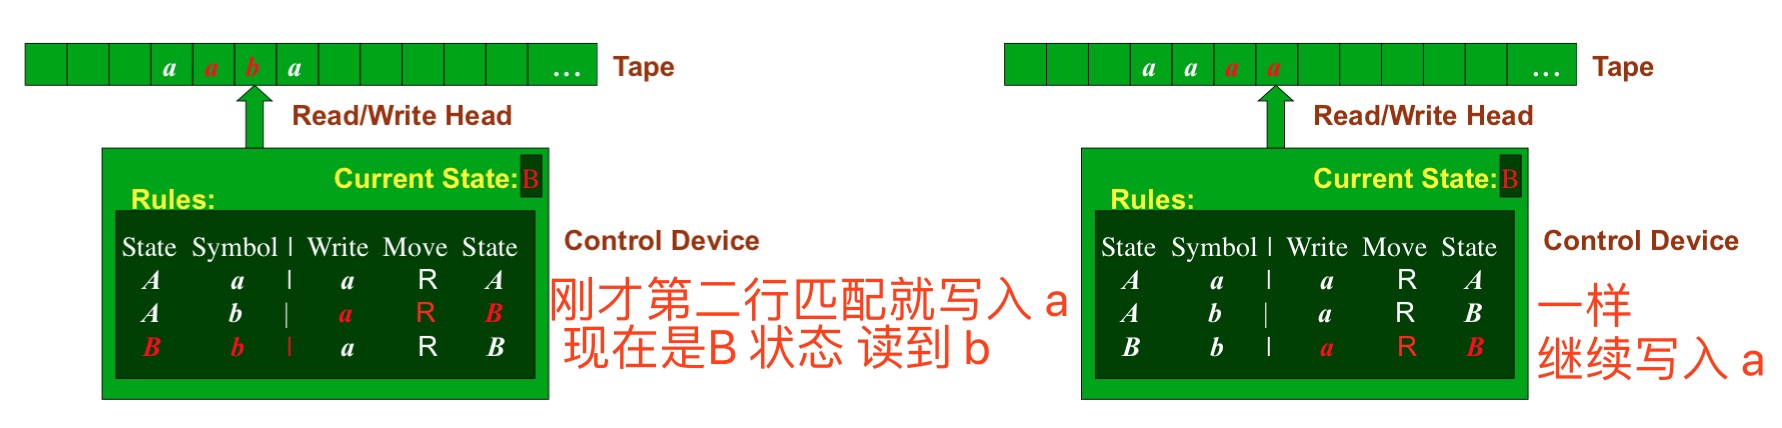 a a b a ... Tape
Read/Write Head
Current State: B
Rules:
State Symbol | Write Move State
A a | a R A
A b | a R B
B b | a R B
Control Device
刚才第二行匹配就写入 a
现在是B 状态 读到 b
a a a a ... Tape
Read/Write Head
Current State: B
Rules:
State Symbol | Write Move State
A a | a R A
A b | a R B
B b | a R B
Control Device
一样
继续写入 a